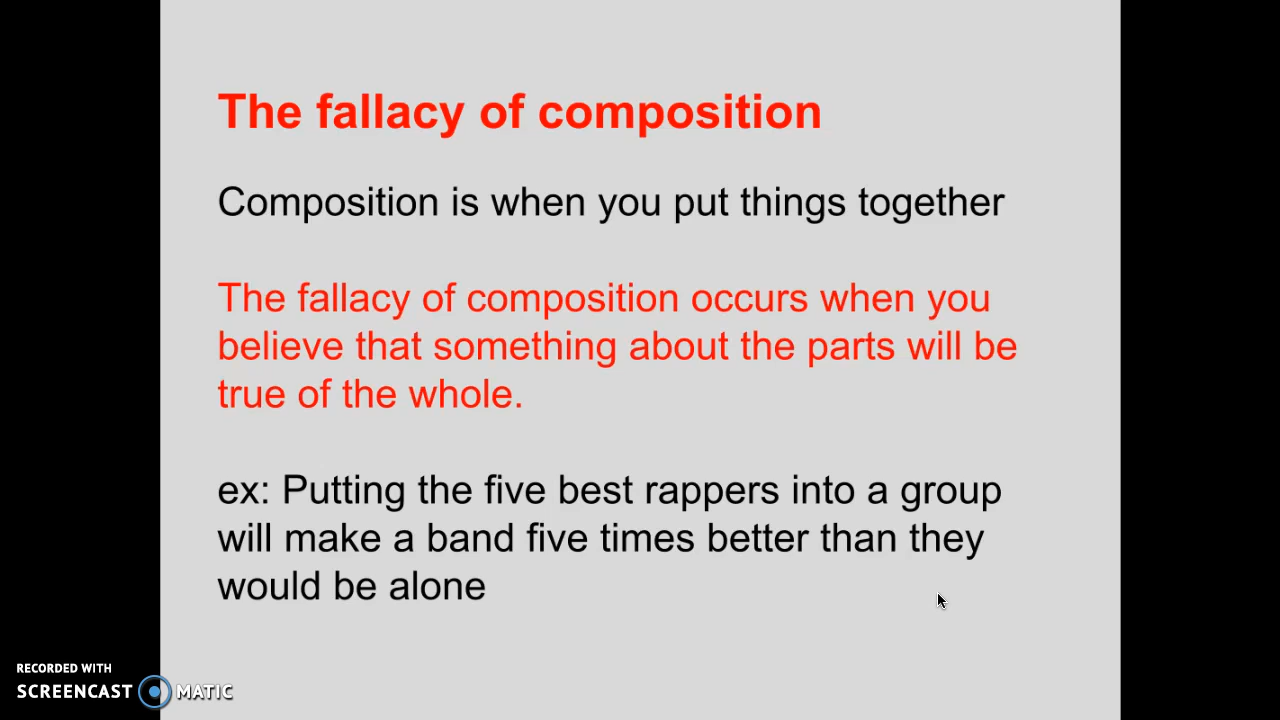 The fallacy of composition
Composition is when you put things together
The fallacy of composition occurs when you
believe that something about the parts will be
true of the whole.
ex: Putting the five best rappers into a group
will make a band five times better than they
would be alone
RECORDED WITH
SCREENCAST MATIC